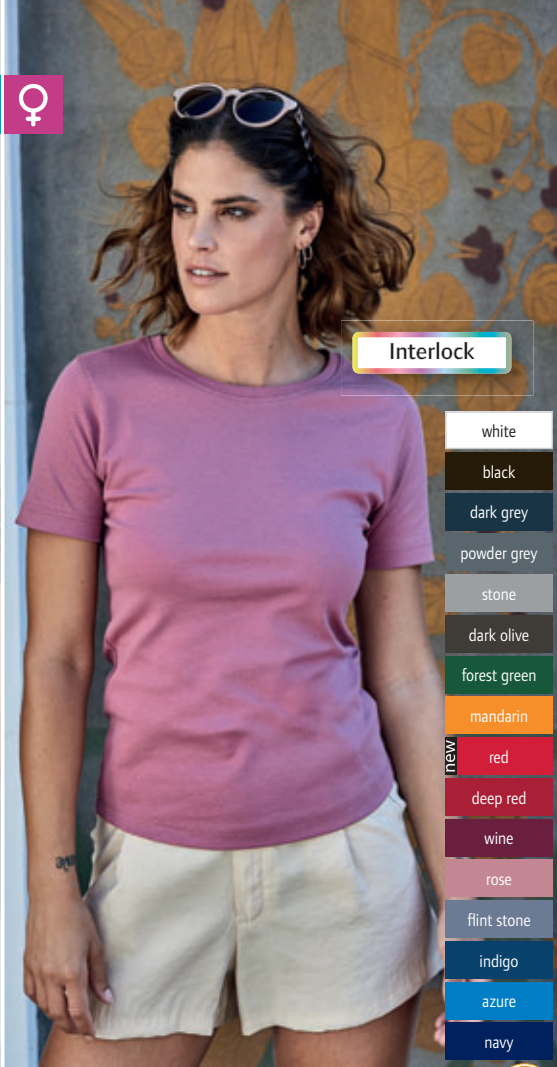 Interlock
white
black
dark grey
powder grey
stone
dark olive
forest green
mandarin
new
red
deep red
wine
rose
flint stone
indigo
azure
navy